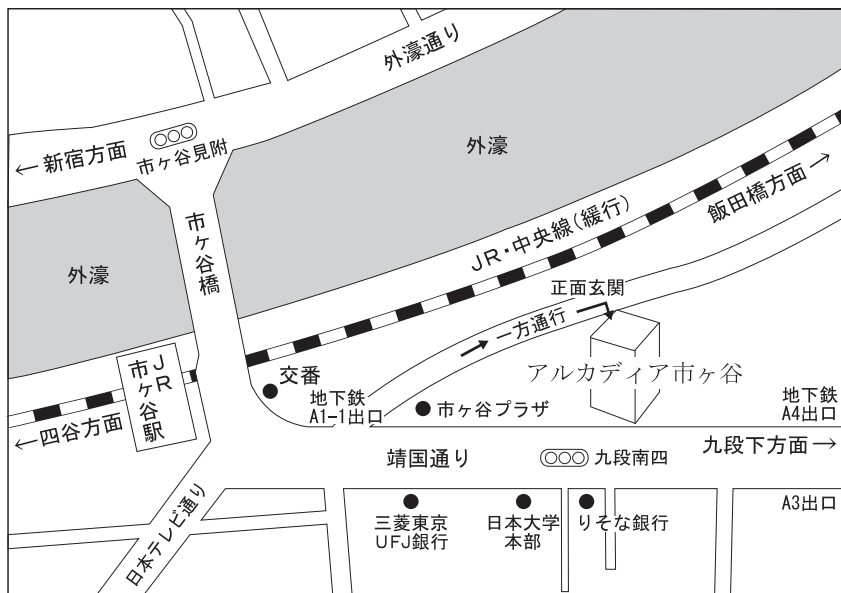 外濠通り
←新宿方面
市ヶ谷見附
外濠
市ヶ谷橋
外濠
JR・中央線(緩行)
飯田橋方面→
正面玄関
一方通行
アルカディア市ヶ谷
JR
市ヶ谷駅
交番
地下鉄
A1-1出口
市ヶ谷プラザ
地下鉄
A4出口
←四谷方面
靖国通り
九段南四
九段下方面→
日本テレビ通り
三菱東京
UFJ銀行
日本大学
本部
りそな銀行
A3出口